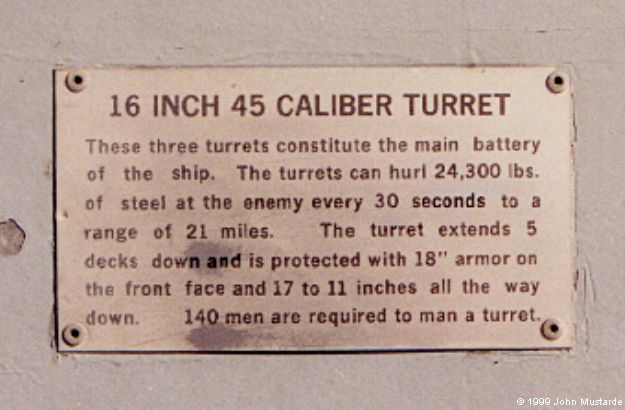 16 INCH 45 CALIBER TURRET
These three turrets constitute the main battery
of the ship. The turrets can hurl 24,300 lbs.
of steel at the enemy every 30 seconds to a
range of 21 miles. The turret extends 5
decks down and is protected with 18" armor on
the front face and 17 to 11 inches all the way
down. 140 men are required to man a turret.
© 1999 John Mustarde